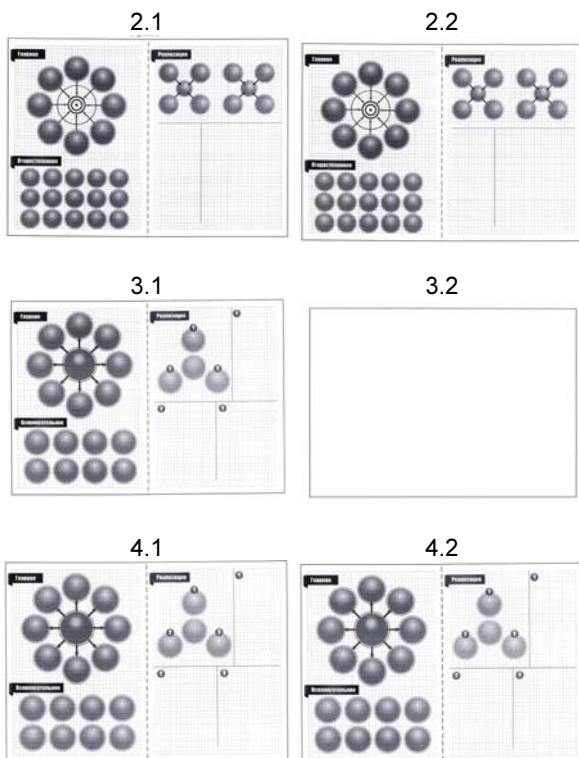 2.1 2.2
Главное Реализация Главное Реализация
Второстепенное Второстепенное
3.1 3.2
Главное Реализация
Вспомогательное
4.1 4.2
Главное Реализация Главное Реализация
Вспомогательное Вспомогательное